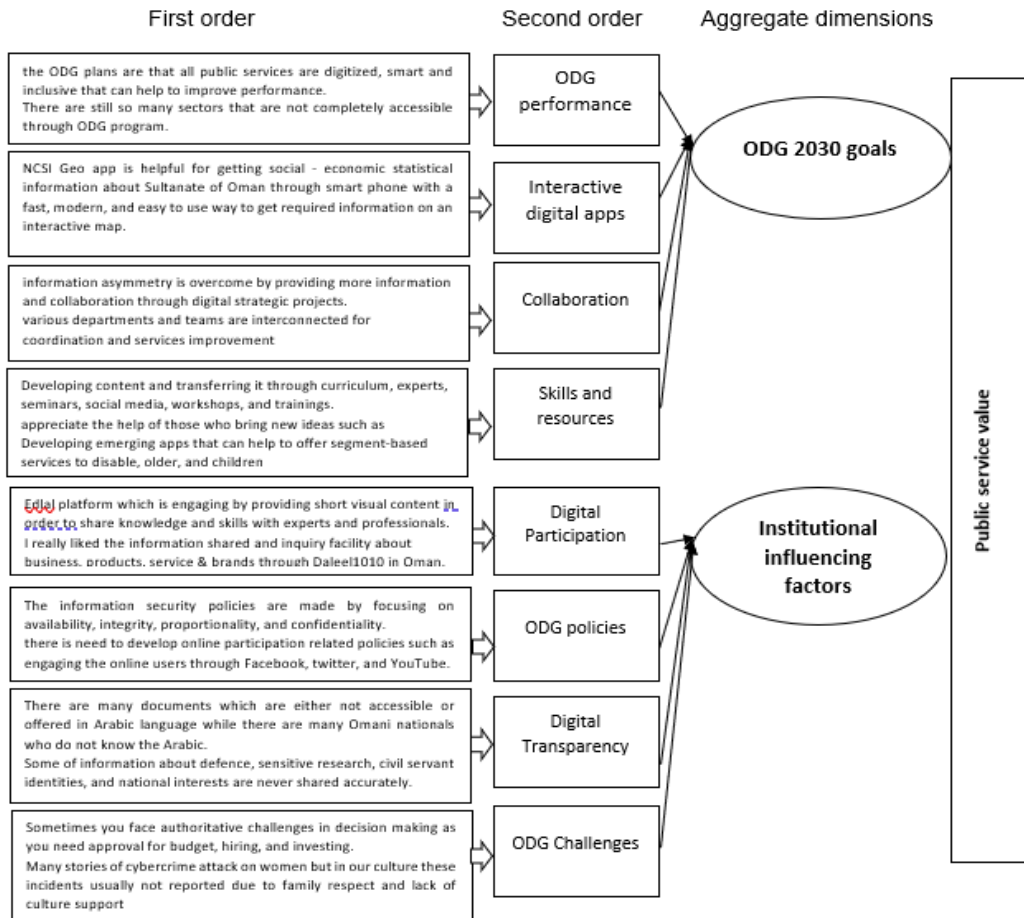 First order
Second order
Aggregate dimensions
the ODG plans are that all public services are digitized, smart and
inclusive that can help to improve performance.
There are still so many sectors that are not completely accessible
through ODG program.
ODG
performance
NCSI Geo app is helpful for getting social - economic statistical
information about Sultanate of Oman through smart phone with a
fast, modern, and easy to use way to get required information on an
interactive map.
Interactive
digital apps
information asymmetry is overcome by providing more information
and collaboration through digital strategic projects.
various departments and teams are interconnected for
coordination and services improvement
Collaboration
Developing content and transferring it through curriculum, experts,
seminars, social media, workshops, and trainings.
appreciate the help of those who bring new ideas such as
Developing emerging apps that can help to offer segment-based
services to disable, older, and children
Skills and
resources
ODG 2030 goals
Edlal platform which is engaging by providing short visual content in
order to share knowledge and skills with experts and professionals.
I really liked the information shared and inquiry facility about
business, products, service & brands through Daleel1010 in Oman.
Digital
Participation
The information security policies are made by focusing on
availability, integrity, proportionality, and confidentiality.
there is need to develop online participation related policies such as
engaging the online users through Facebook, twitter, and YouTube.
ODG policies
There are many documents which are either not accessible or
offered in Arabic language while there are many Omani nationals
who do not know the Arabic.
Some of information about defence, sensitive research, civil servant
identities, and national interests are never shared accurately.
Digital
Transparency
Sometimes you face authoritative challenges in decision making as
you need approval for budget, hiring, and investing.
Many stories of cybercrime attack on women but in our culture these
incidents usually not reported due to family respect and lack of
culture support
ODG Challenges
Institutional
influencing
factors
Public service value